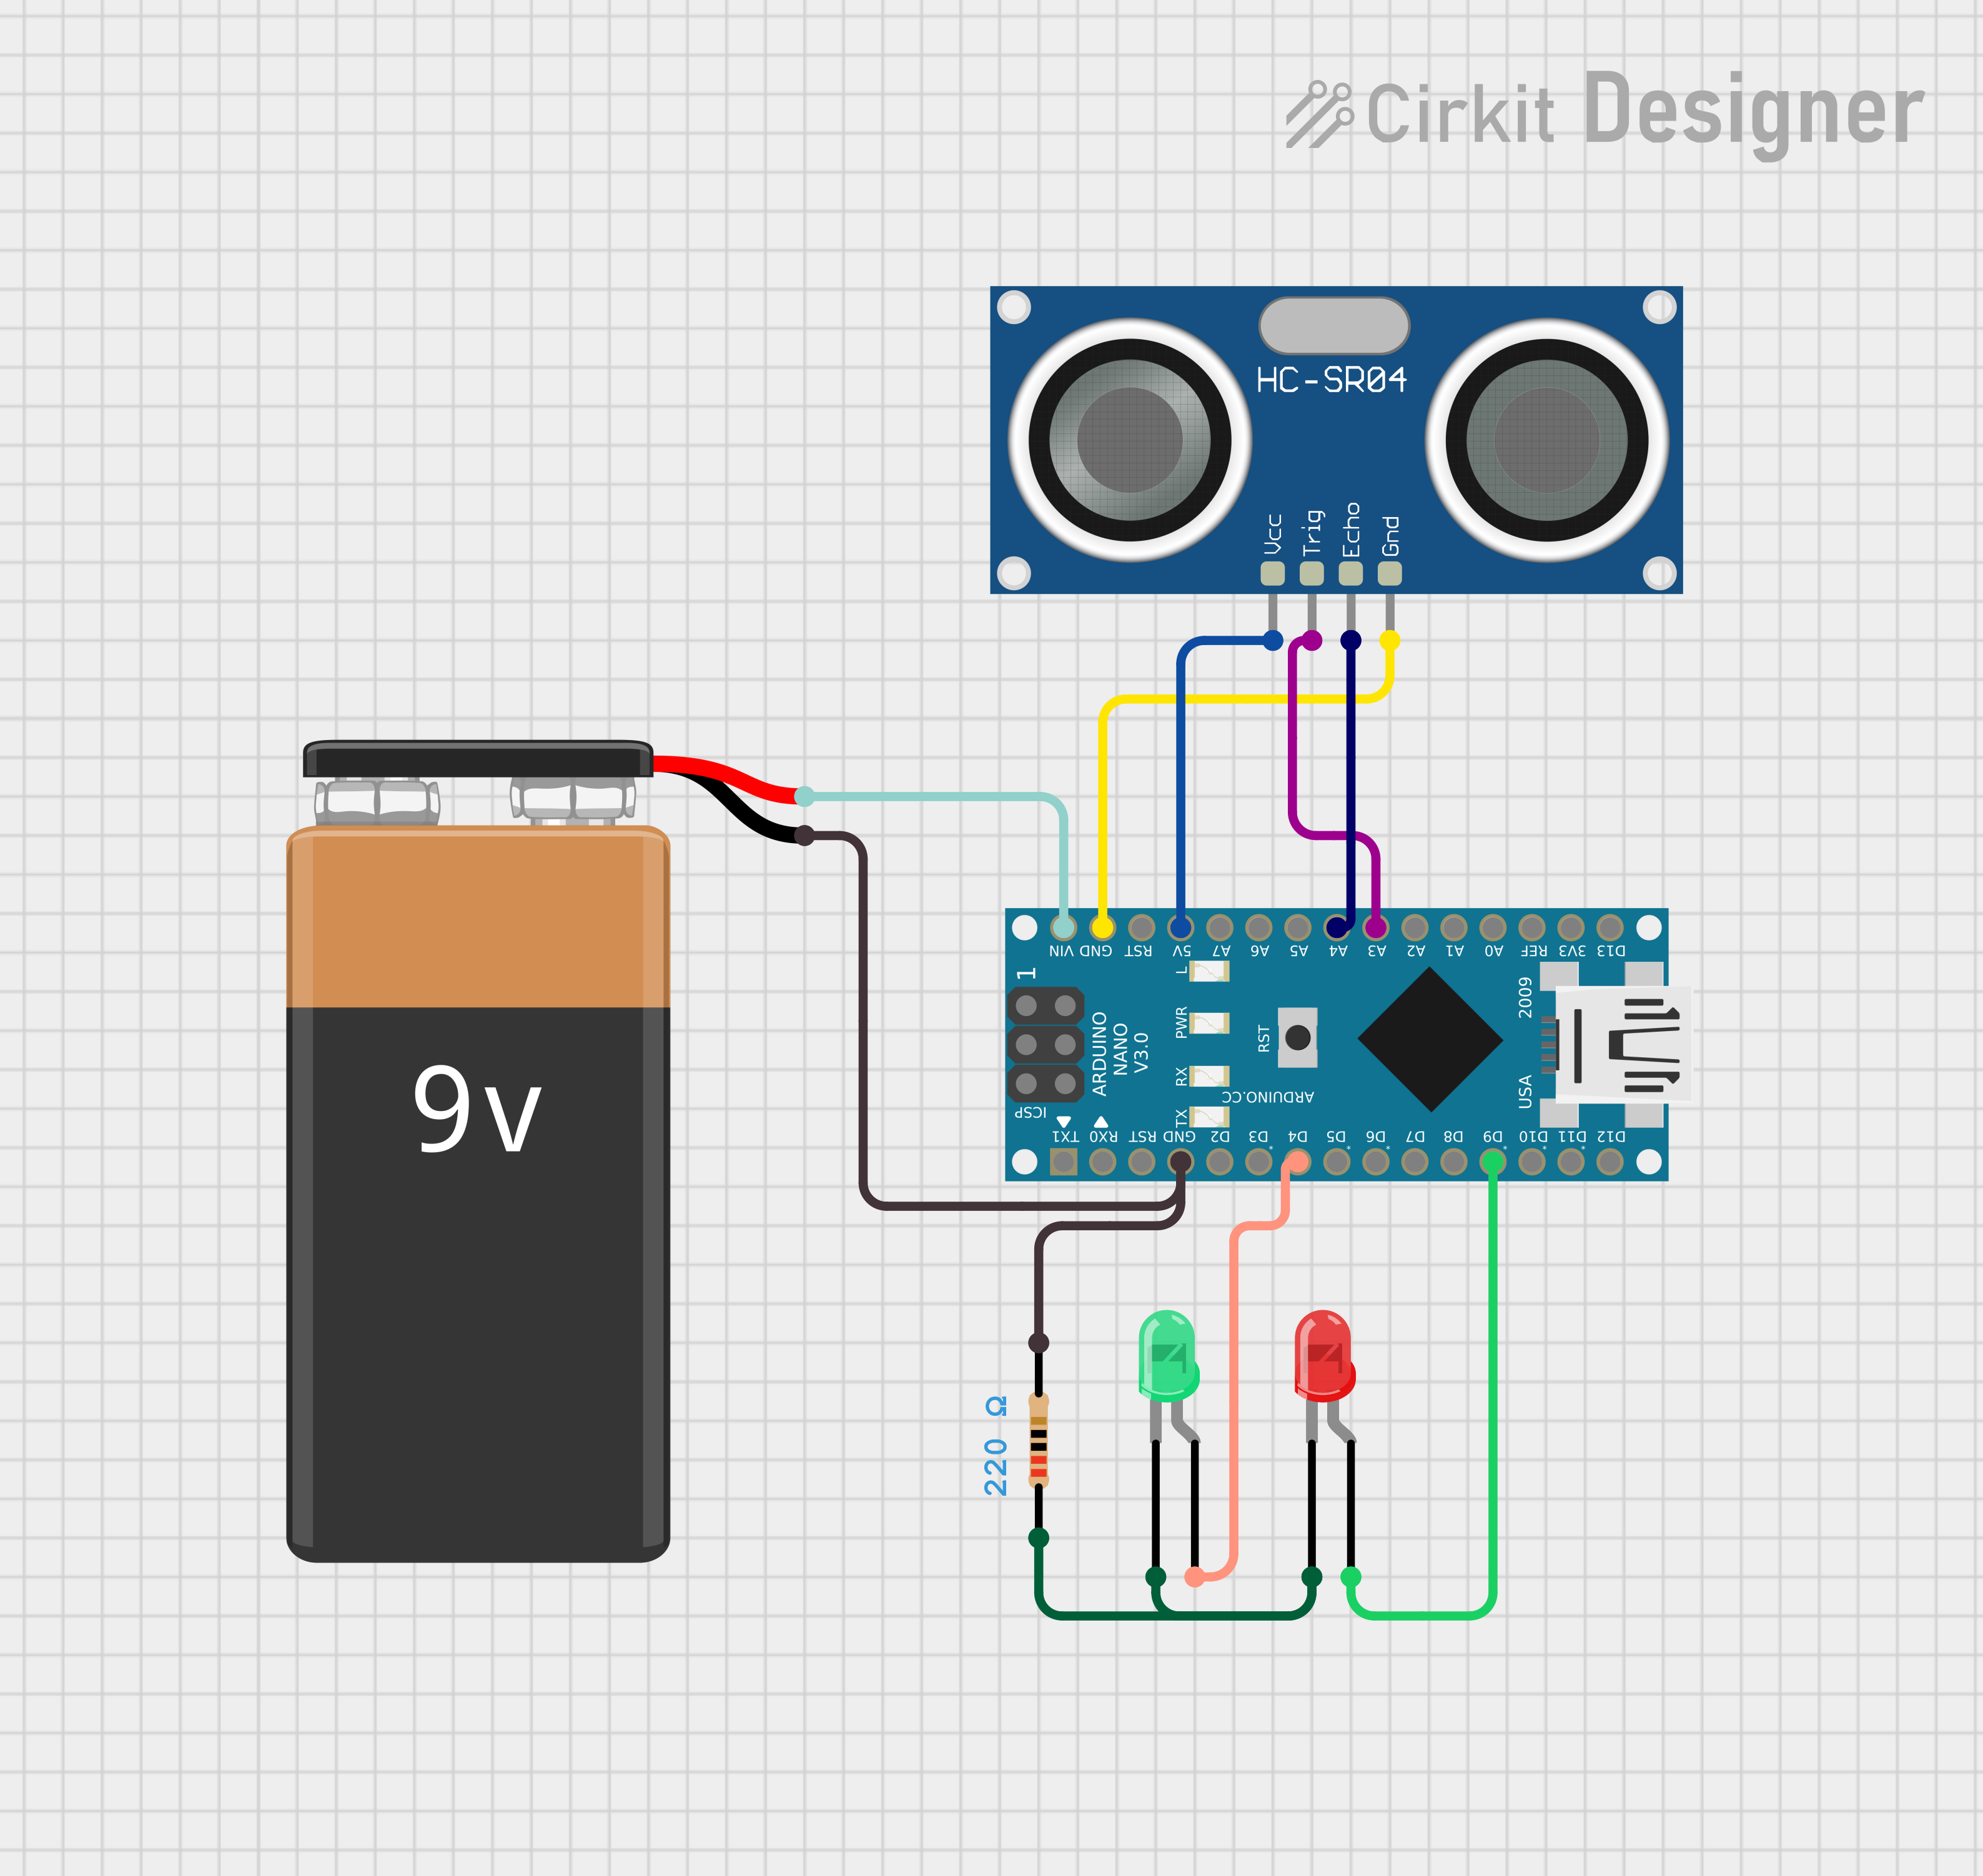 Cirkit Designer
HC-SR04
Vcc
Trig
Echo
Gnd
9v
VIN
GND
RST
5V
A7
A6
A5
A4
A3
A2
A1
A0
REF
3V3
D13
1
L
PWR
RX
TX
RST
2009
USA
ARDUINO
NANO
V3.0
ARDUINO.CC
ICSP
TX1
RX0
RST
GND
D2
D3
D4
D5
D6
D7
D8
D9
D10
D11
D12
220 Ω